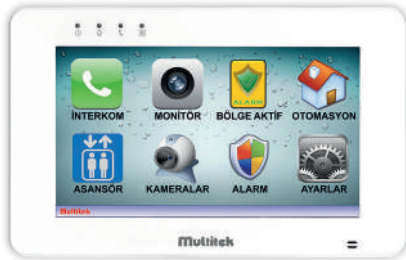 İNTERKOM MONİTÖR BÖLGE AKTİF OTOMASYON
ALARM
ASANSÖR KAMERALAR ALARM AYARLAR
Multitek
Multitek